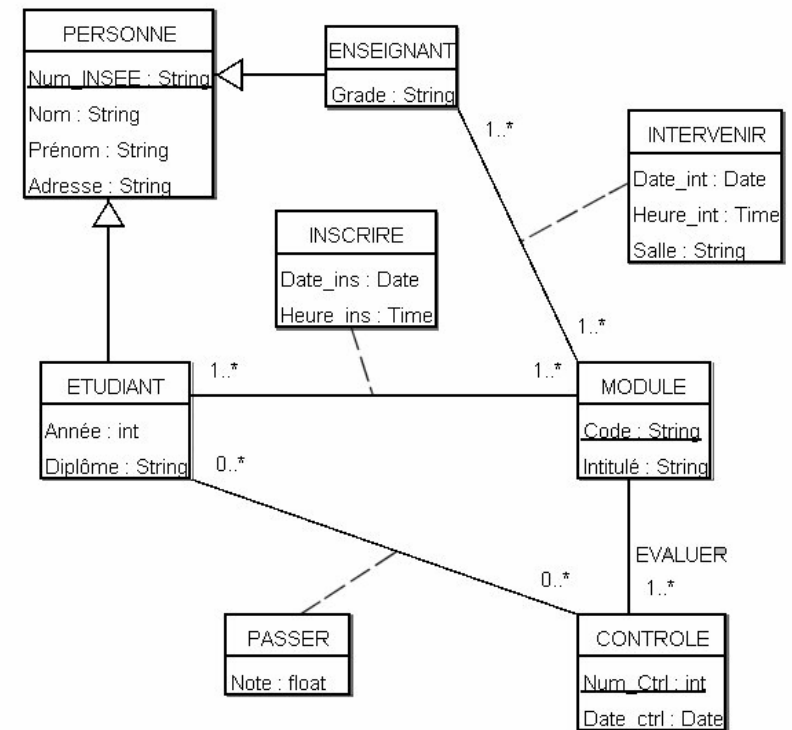 PERSONNE
Num_INSEE : String
Nom : String
Prénom : String
Adresse : String
ENSEIGNANT
Grade : String
1..*
INTERVENIR
Date_int : Date
Heure_int : Time
Salle : String
INSCRIRE
Date_ins : Date
Heure_ins : Time
1..*
ETUDIANT
Année : int
Diplôme : String
1..*
1..*
MODULE
Code : String
Intitulé : String
0..*
EVALUER
0..*
1..*
PASSER
Note : float
CONTROLE
Num_Ctrl : int
Date_ctrl : Date